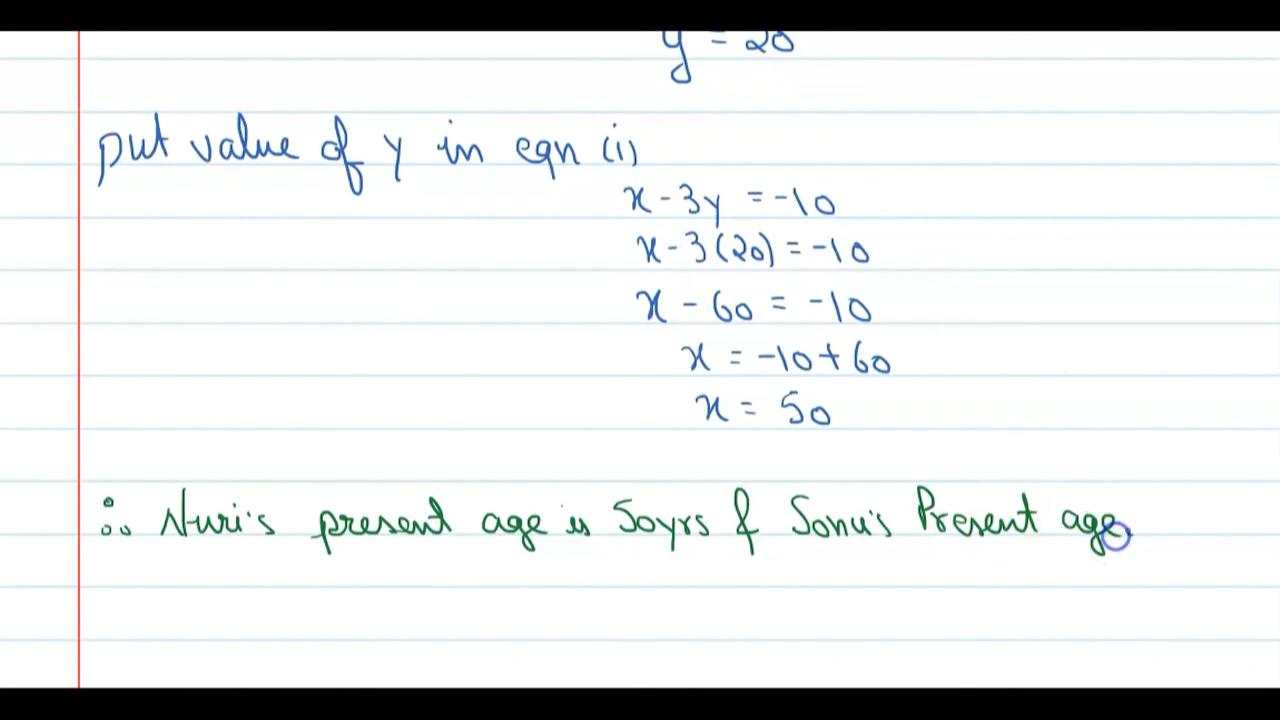 y = 20
put value of y in eqn (i)
x - 3y = -10
x - 3(20) = -10
x - 60 = -10
x = -10 + 60
x = 50
∴ Nuri's present age is 50yrs & Sonu's Present age